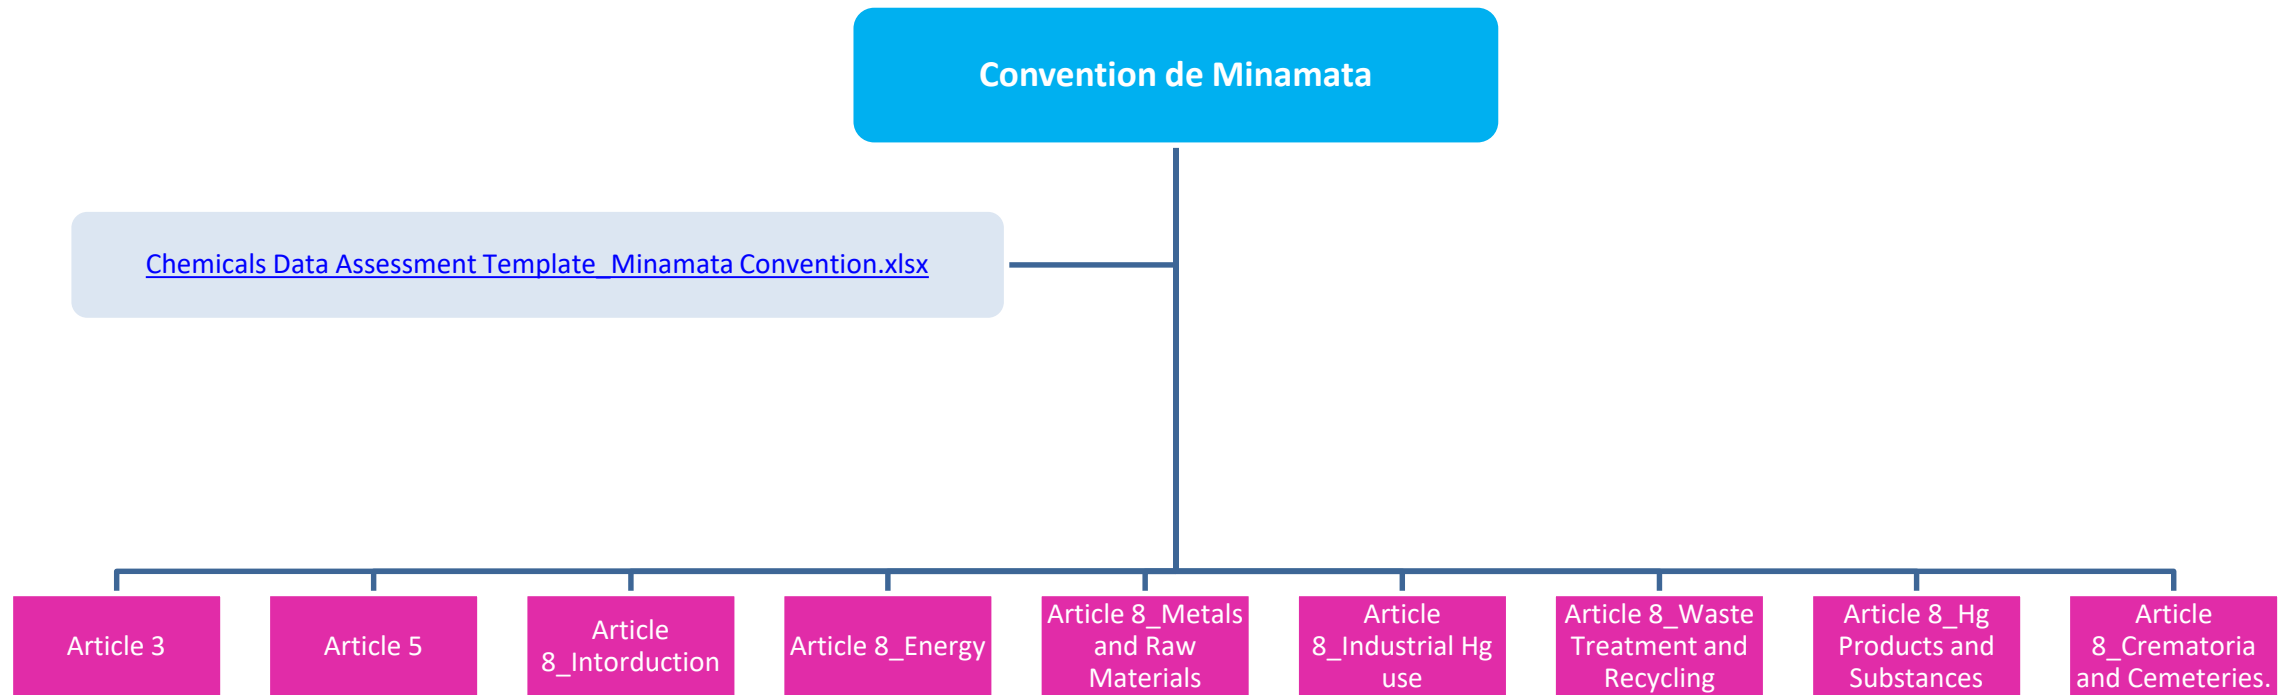 Convention de Minamata
Chemicals Data Assessment Template_Minamata Convention.xlsx
Article 3
Article 5
Article
8_Intorduction
Article 8_Energy
Article 8_Metals
and Raw
Materials
Article
8_Industrial Hg
use
Article 8_Waste
Treatment and
Recycling
Article 8_Hg
Products and
Substances
Article
8_Crematoria
and Cemeteries.